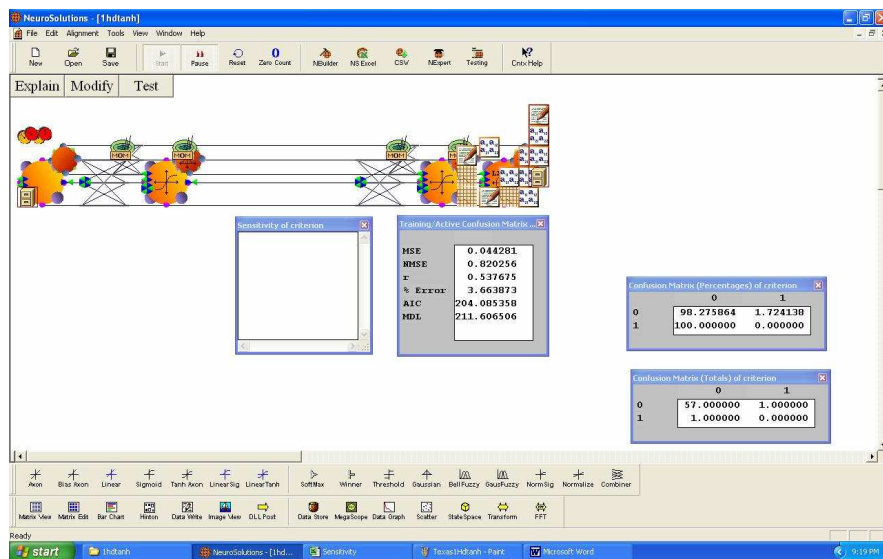 NeuroSolutions - [1hdtanh]
File Edit Alignment Tools View Window Help
New Open Save Start Pause Reset Zero Count NBuilder NS Excel CSW NExpert Testing Cntx Help
Explain Modify Test
MOM MOM MOM MOM
Sensitivity of criterion
Training/Active Confusion Matrix ...
MSE 0.044281
NMSE 0.820256
r 0.537675
% Error 3.663873
AIC 204.085358
MDL 211.606506
Confusion Matrix (Percentages) of criterion
0 1
0 98.275864 1.724138
1 100.000000 0.000000
Confusion Matrix (Totals) of criterion
0 1
0 57.000000 1.000000
1 1.000000 0.000000
Axon Bias Axon Linear Sigmoid Tanh Axon LinearSig LinearTanh SoftMax Winner Threshold Gaussian BellFuzzy GausFuzzy NormSig Normalize Combiner
Matrix View Matrix Edit Bar Chart Hinton Data Write Image View DLL Post Data Store MegaScope Data Graph Scatter StateSpace Transform FFT
Ready
start 1hdtanh NeuroSolutions - [1hd... Sensitivity Texas1Hdtanh - Paint Microsoft Word 9:19 PM